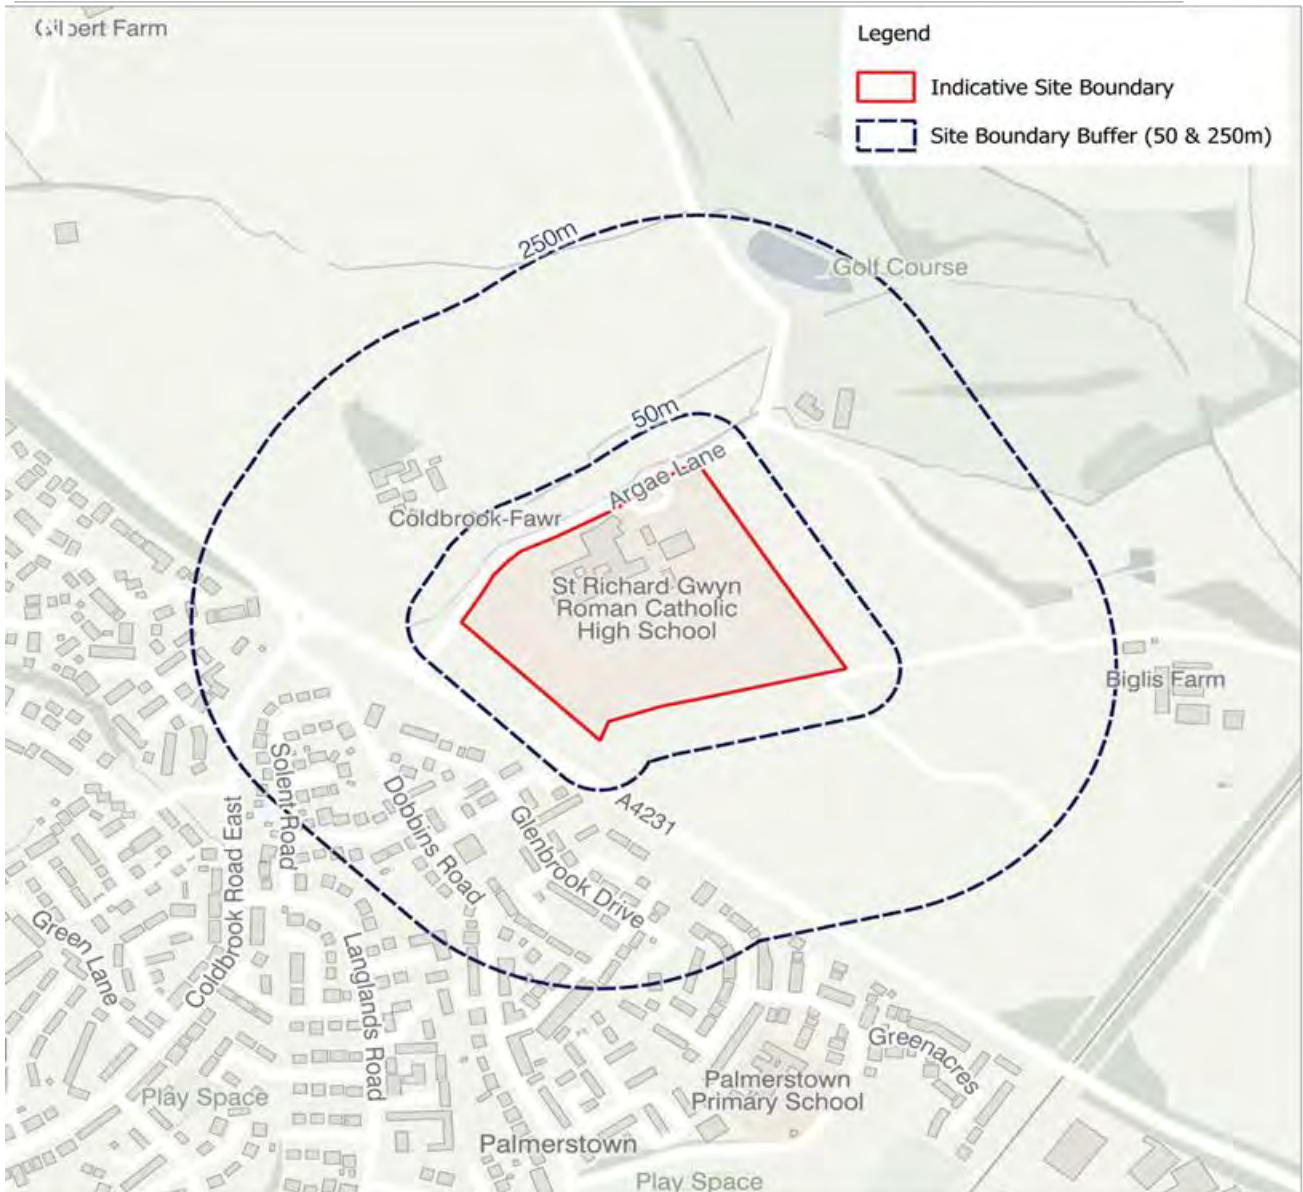 Gilbert Farm
Legend
Indicative Site Boundary
Site Boundary Buffer (50 & 250m)
250m
Golf Course
50m
Argae Lane
Coldbrook-Fawr
St Richard Gwyn
Roman Catholic
High School
Biglis Farm
Solent Road
Dobbins Road
A4231
Glenbrook Drive
Coldbrook Road East
Green Lane
Langlands Road
Greenacres
Palmerstown
Primary School
Play Space
Palmerstown
Play Space